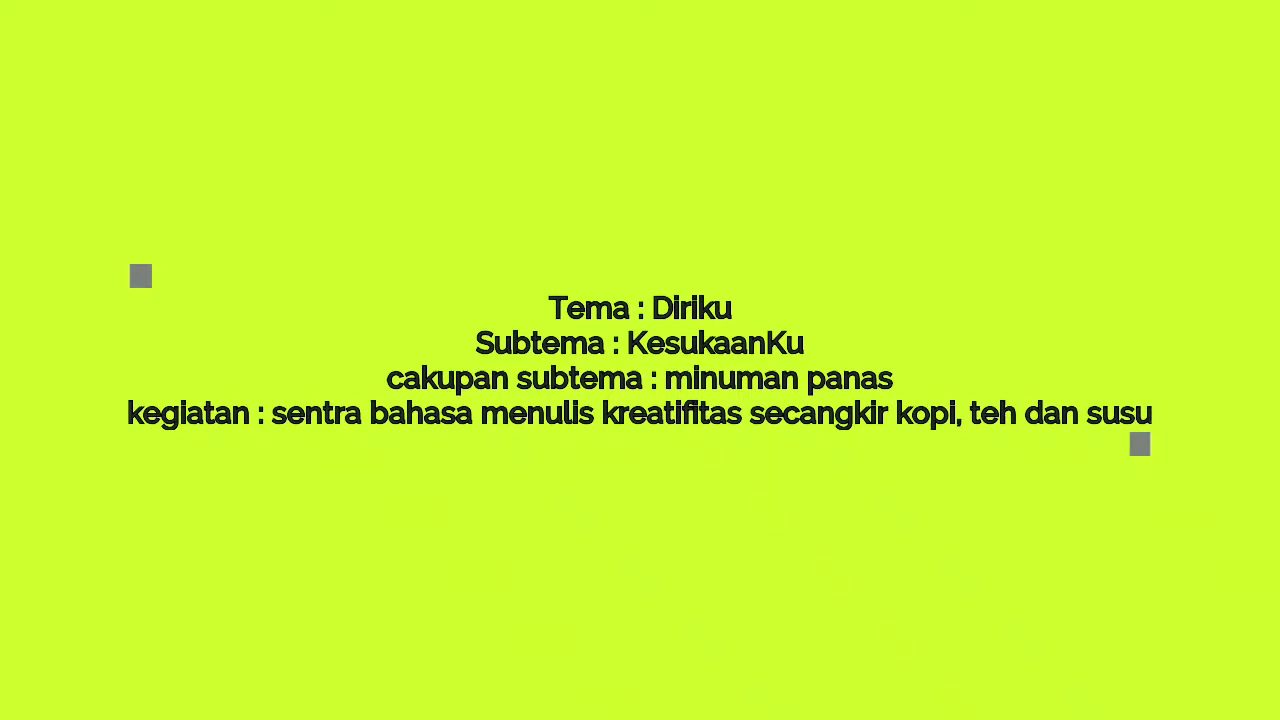 Tema : Diriku
Subtema : KesukaanKu
cakupan subtema : minuman panas
kegiatan : sentra bahasa menulis kreatifitas secangkir kopi, teh dan susu